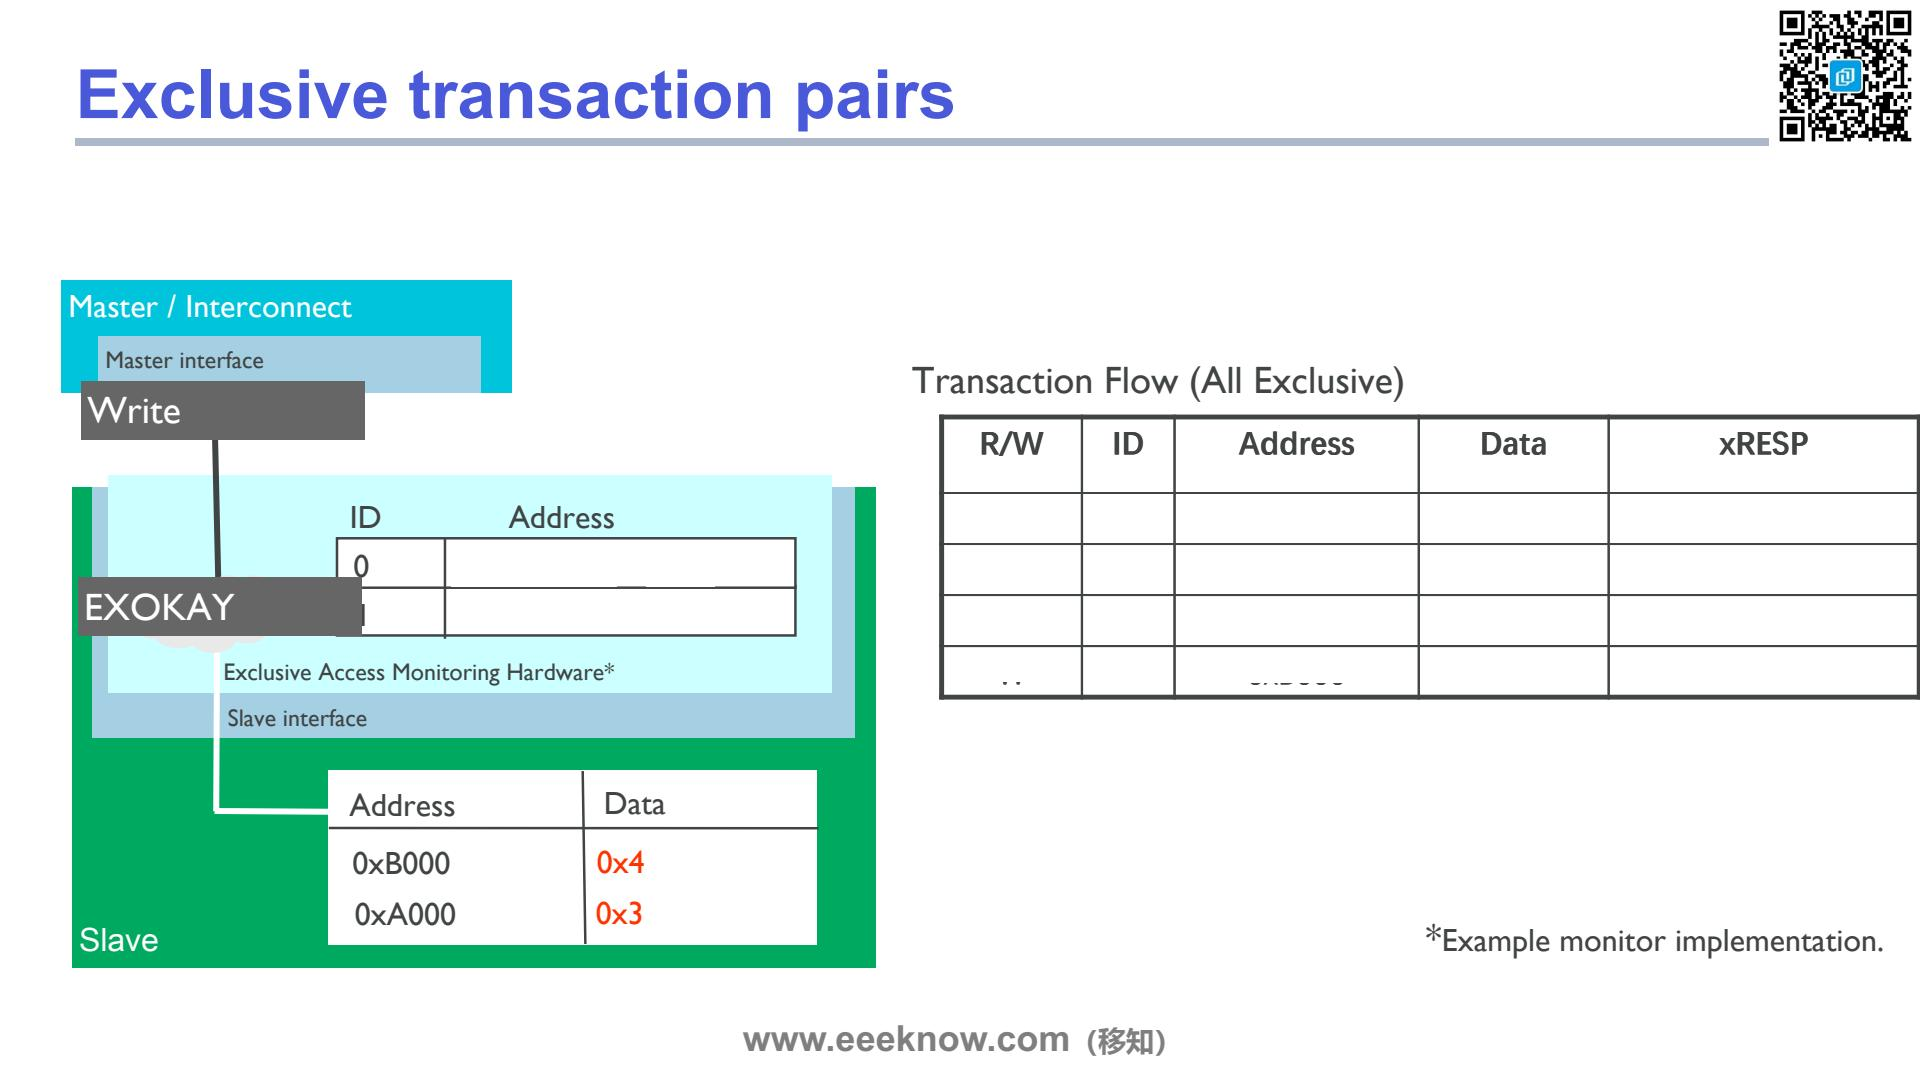 Exclusive transaction pairs
Master / Interconnect
Master interface
Write
ID Address
0
EXOKAY
Exclusive Access Monitoring Hardware*
Slave interface
Address Data
0xB000 0x4
0xA000 0x3
Slave
Transaction Flow (All Exclusive)
R/W ID Address Data xRESP
*Example monitor implementation.
www.eeeknow.com (移知)